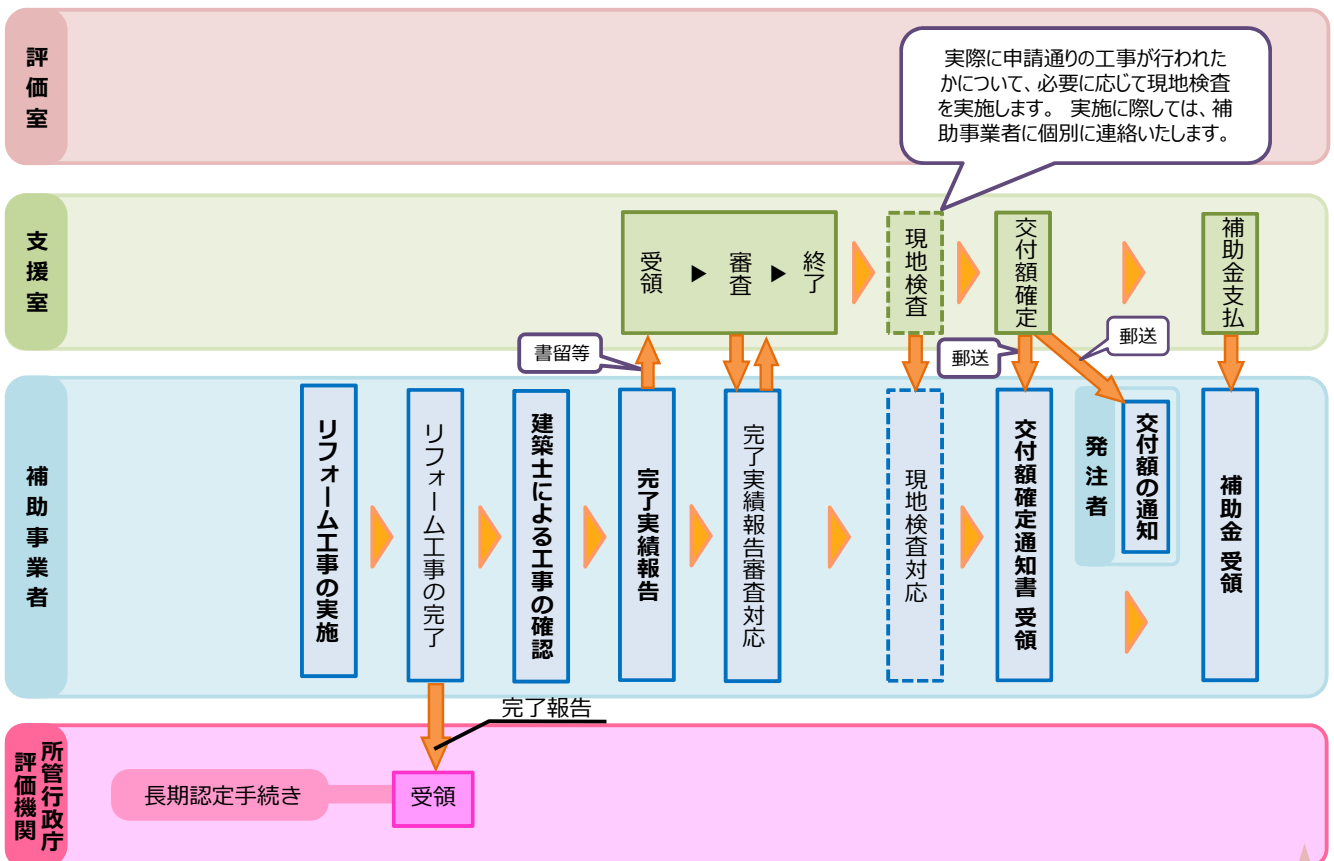 評価室
実際に申請通りの工事が行われた
かについて、必要に応じて現地検査
を実施します。 実施に際しては、補
助事業者に個別に連絡いたします。
支援室
受領 ▶ 審査 ▶ 終了
現地検査
交付額確定
補助金支払
書留等
郵送
郵送
補助事業者
リフォーム工事の実施
リフォーム工事の完了
建築士による工事の確認
完了実績報告
完了実績報告審査対応
現地検査対応
交付額確定通知書 受領
発注者
交付額の通知
補助金 受領
完了報告
所管行政庁
評価機関
長期認定手続き
受領